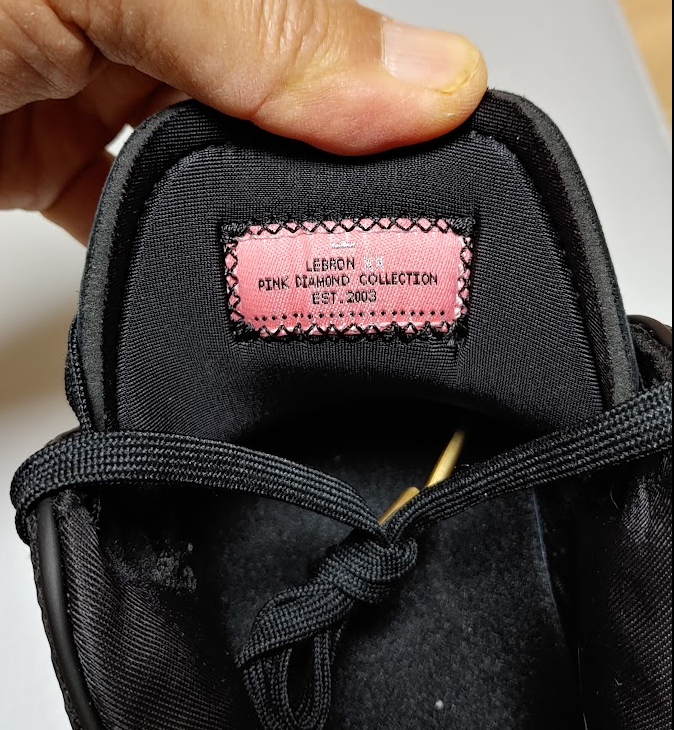 LEBRON
PINK DIAMOND COLLECTION
EST.2003